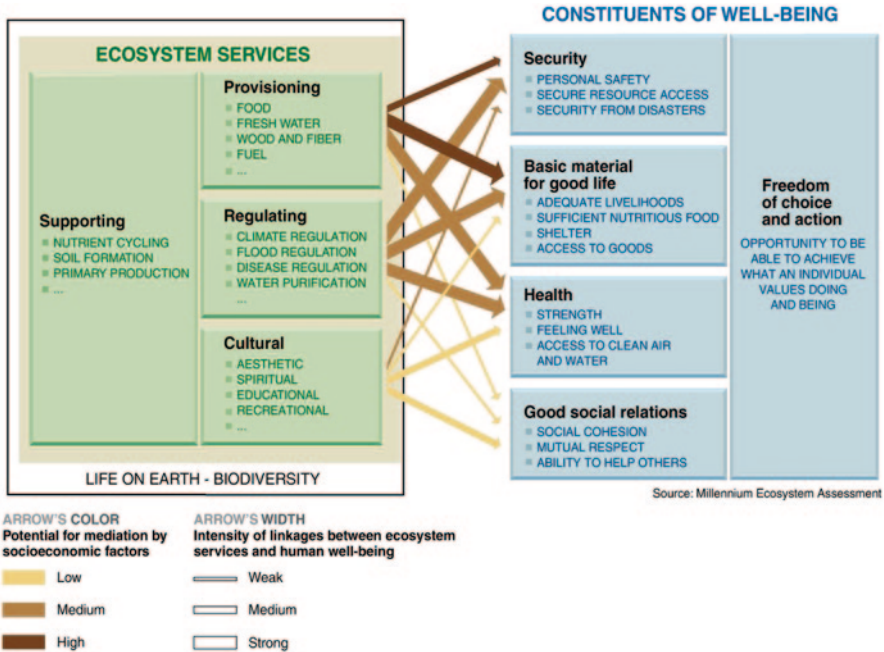 CONSTITUENTS OF WELL-BEING
ECOSYSTEM SERVICES
Supporting
NUTRIENT CYCLING
SOIL FORMATION
PRIMARY PRODUCTION
...
Provisioning
FOOD
FRESH WATER
WOOD AND FIBER
FUEL
...
Regulating
CLIMATE REGULATION
FLOOD REGULATION
DISEASE REGULATION
WATER PURIFICATION
...
Cultural
AESTHETIC
SPIRITUAL
EDUCATIONAL
RECREATIONAL
...
LIFE ON EARTH - BIODIVERSITY
Security
PERSONAL SAFETY
SECURE RESOURCE ACCESS
SECURITY FROM DISASTERS
Basic material
for good life
ADEQUATE LIVELIHOODS
SUFFICIENT NUTRITIOUS FOOD
SHELTER
ACCESS TO GOODS
Health
STRENGTH
FEELING WELL
ACCESS TO CLEAN AIR
AND WATER
Good social relations
SOCIAL COHESION
MUTUAL RESPECT
ABILITY TO HELP OTHERS
Freedom
of choice
and action
OPPORTUNITY TO BE
ABLE TO ACHIEVE
WHAT AN INDIVIDUAL
VALUES DOING
AND BEING
Source: Millennium Ecosystem Assessment
ARROW'S COLOR
Potential for mediation by
socioeconomic factors
Low
Medium
High
ARROW'S WIDTH
Intensity of linkages between ecosystem
services and human well-being
Weak
Medium
Strong